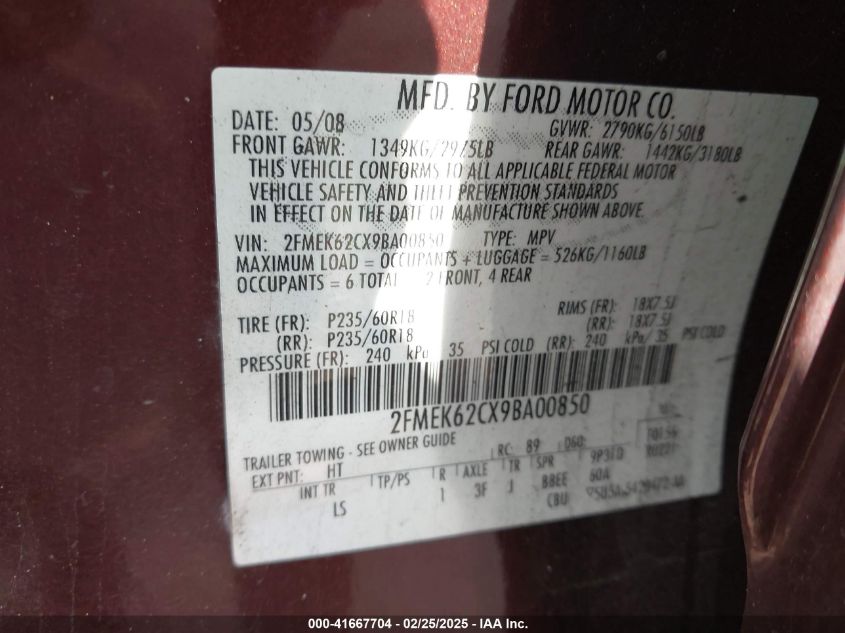 MFD. BY FORD MOTOR CO.
DATE: 05/08 GVWR: 2790KG/6150LB
FRONT GAWR: 1349KG/2975LB REAR GAWR: 1442KG/3180LB
THIS VEHICLE CONFORMS TO ALL APPLICABLE FEDERAL MOTOR
VEHICLE SAFETY AND THEFT PREVENTION STANDARDS
IN EFFECT ON THE DATE OF MANUFACTURE SHOWN ABOVE.
VIN: 2FMEK62CX9BA00850 TYPE: MPV
MAXIMUM LOAD = OCCUPANTS + LUGGAGE = 526KG/1160LB
OCCUPANTS = 6 TOTAL 2 FRONT, 4 REAR
TIRE (FR): P235/60R18 RIMS (FR): 18X7.5J
(RR): P235/60R18 (RR): 18X7.5J
PRESSURE (FR): 240 kPa 35 PSI COLD (RR): 240 kPa/ 35 PSI COLD
2FMEK62CX9BA00850
TRAILER TOWING - SEE OWNER GUIDE
EXT PNT: HT RC: 89 DSO:
INT TR TP/PS R AXLE TR SPR
LS 1 3F J BBEE 60A
CBU
000-41667704 - 02/25/2025 - COPYRIGHT IAA, Inc.